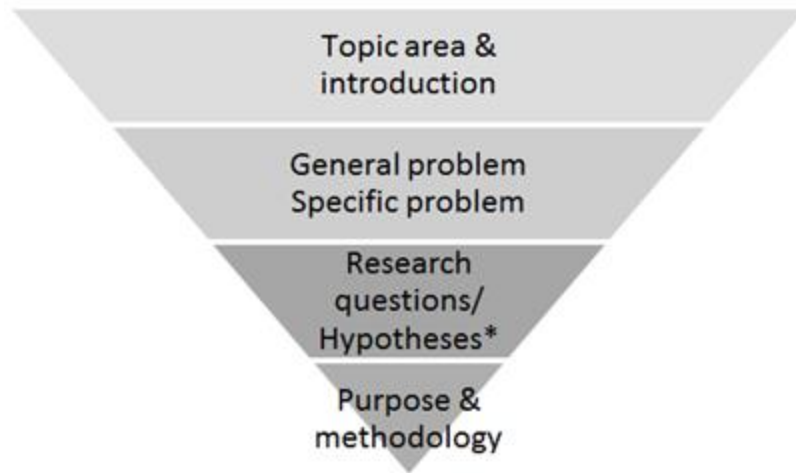 Topic area &
introduction
General problem
Specific problem
Research
questions/
Hypotheses*
Purpose &
methodology